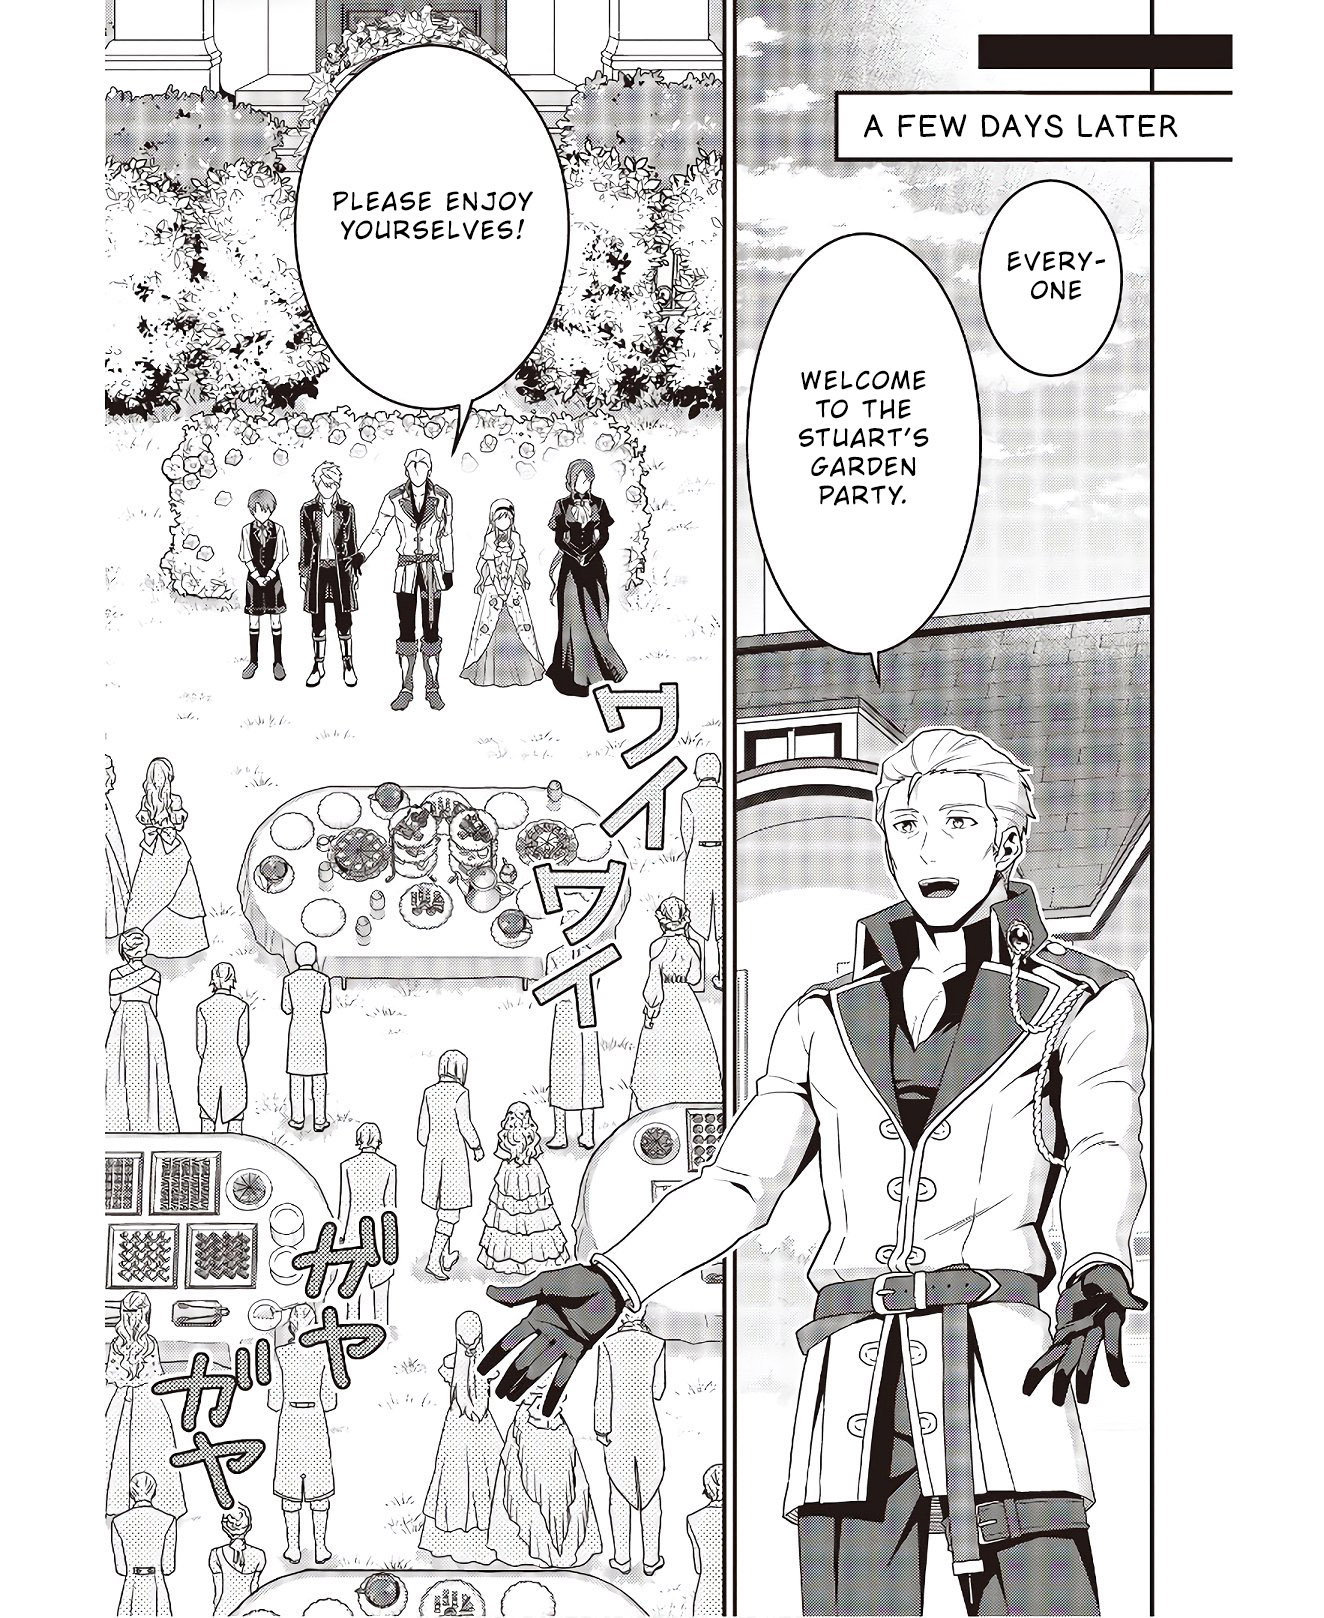 A FEW DAYS LATER
EVERY-
ONE
WELCOME
TO THE
STUART'S
GARDEN
PARTY.
PLEASE ENJOY
YOURSELVES!
ワイ
ワイ
ガヤ
ガヤ